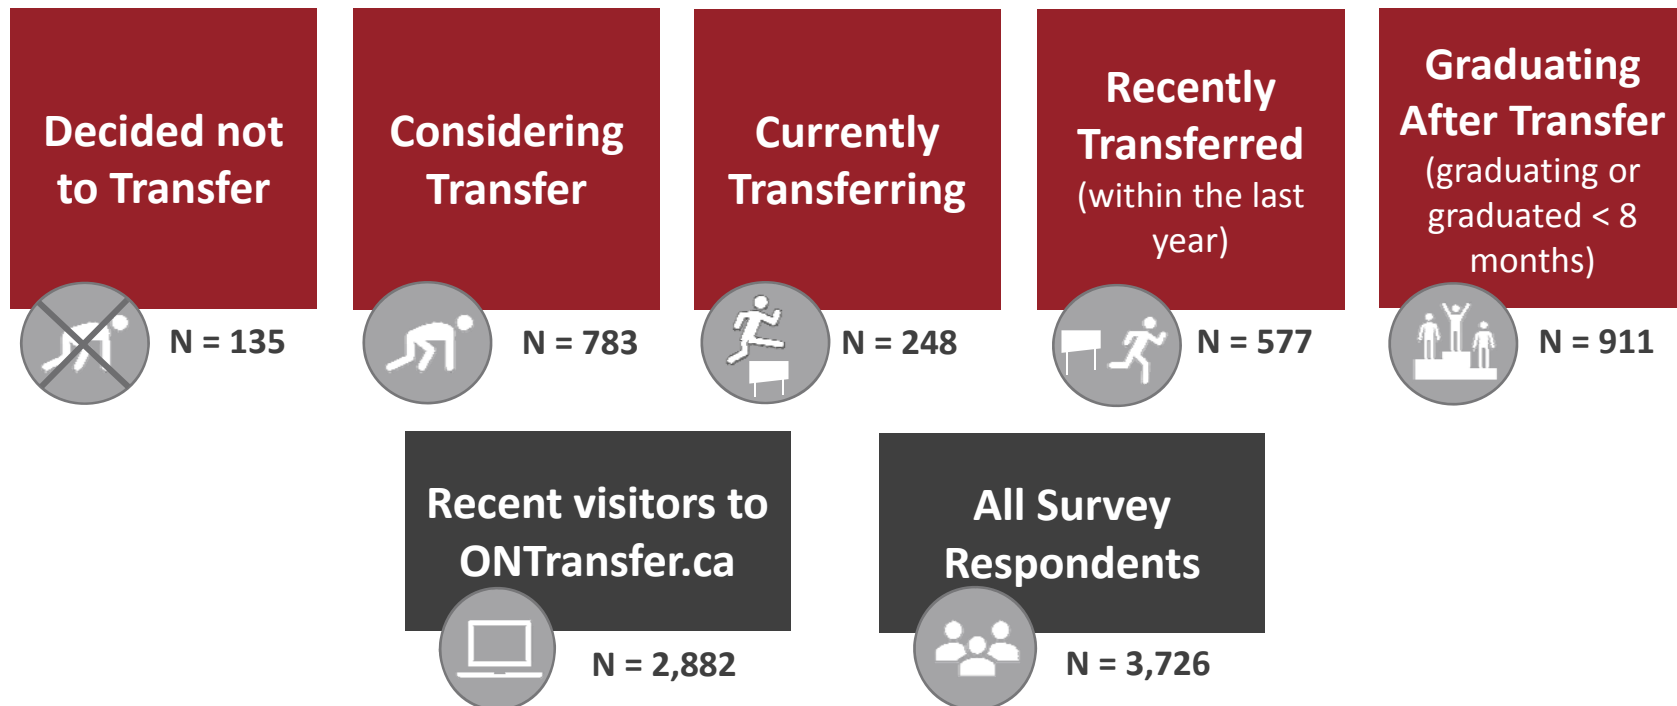 Decided not
to Transfer
N = 135
Considering
Transfer
N = 783
Currently
Transferring
N = 248
Recently
Transferred
(within the last
year)
N = 577
Graduating
After Transfer
(graduating or
graduated < 8
months)
N = 911
Recent visitors to
ONTransfer.ca
N = 2,882
All Survey
Respondents
N = 3,726